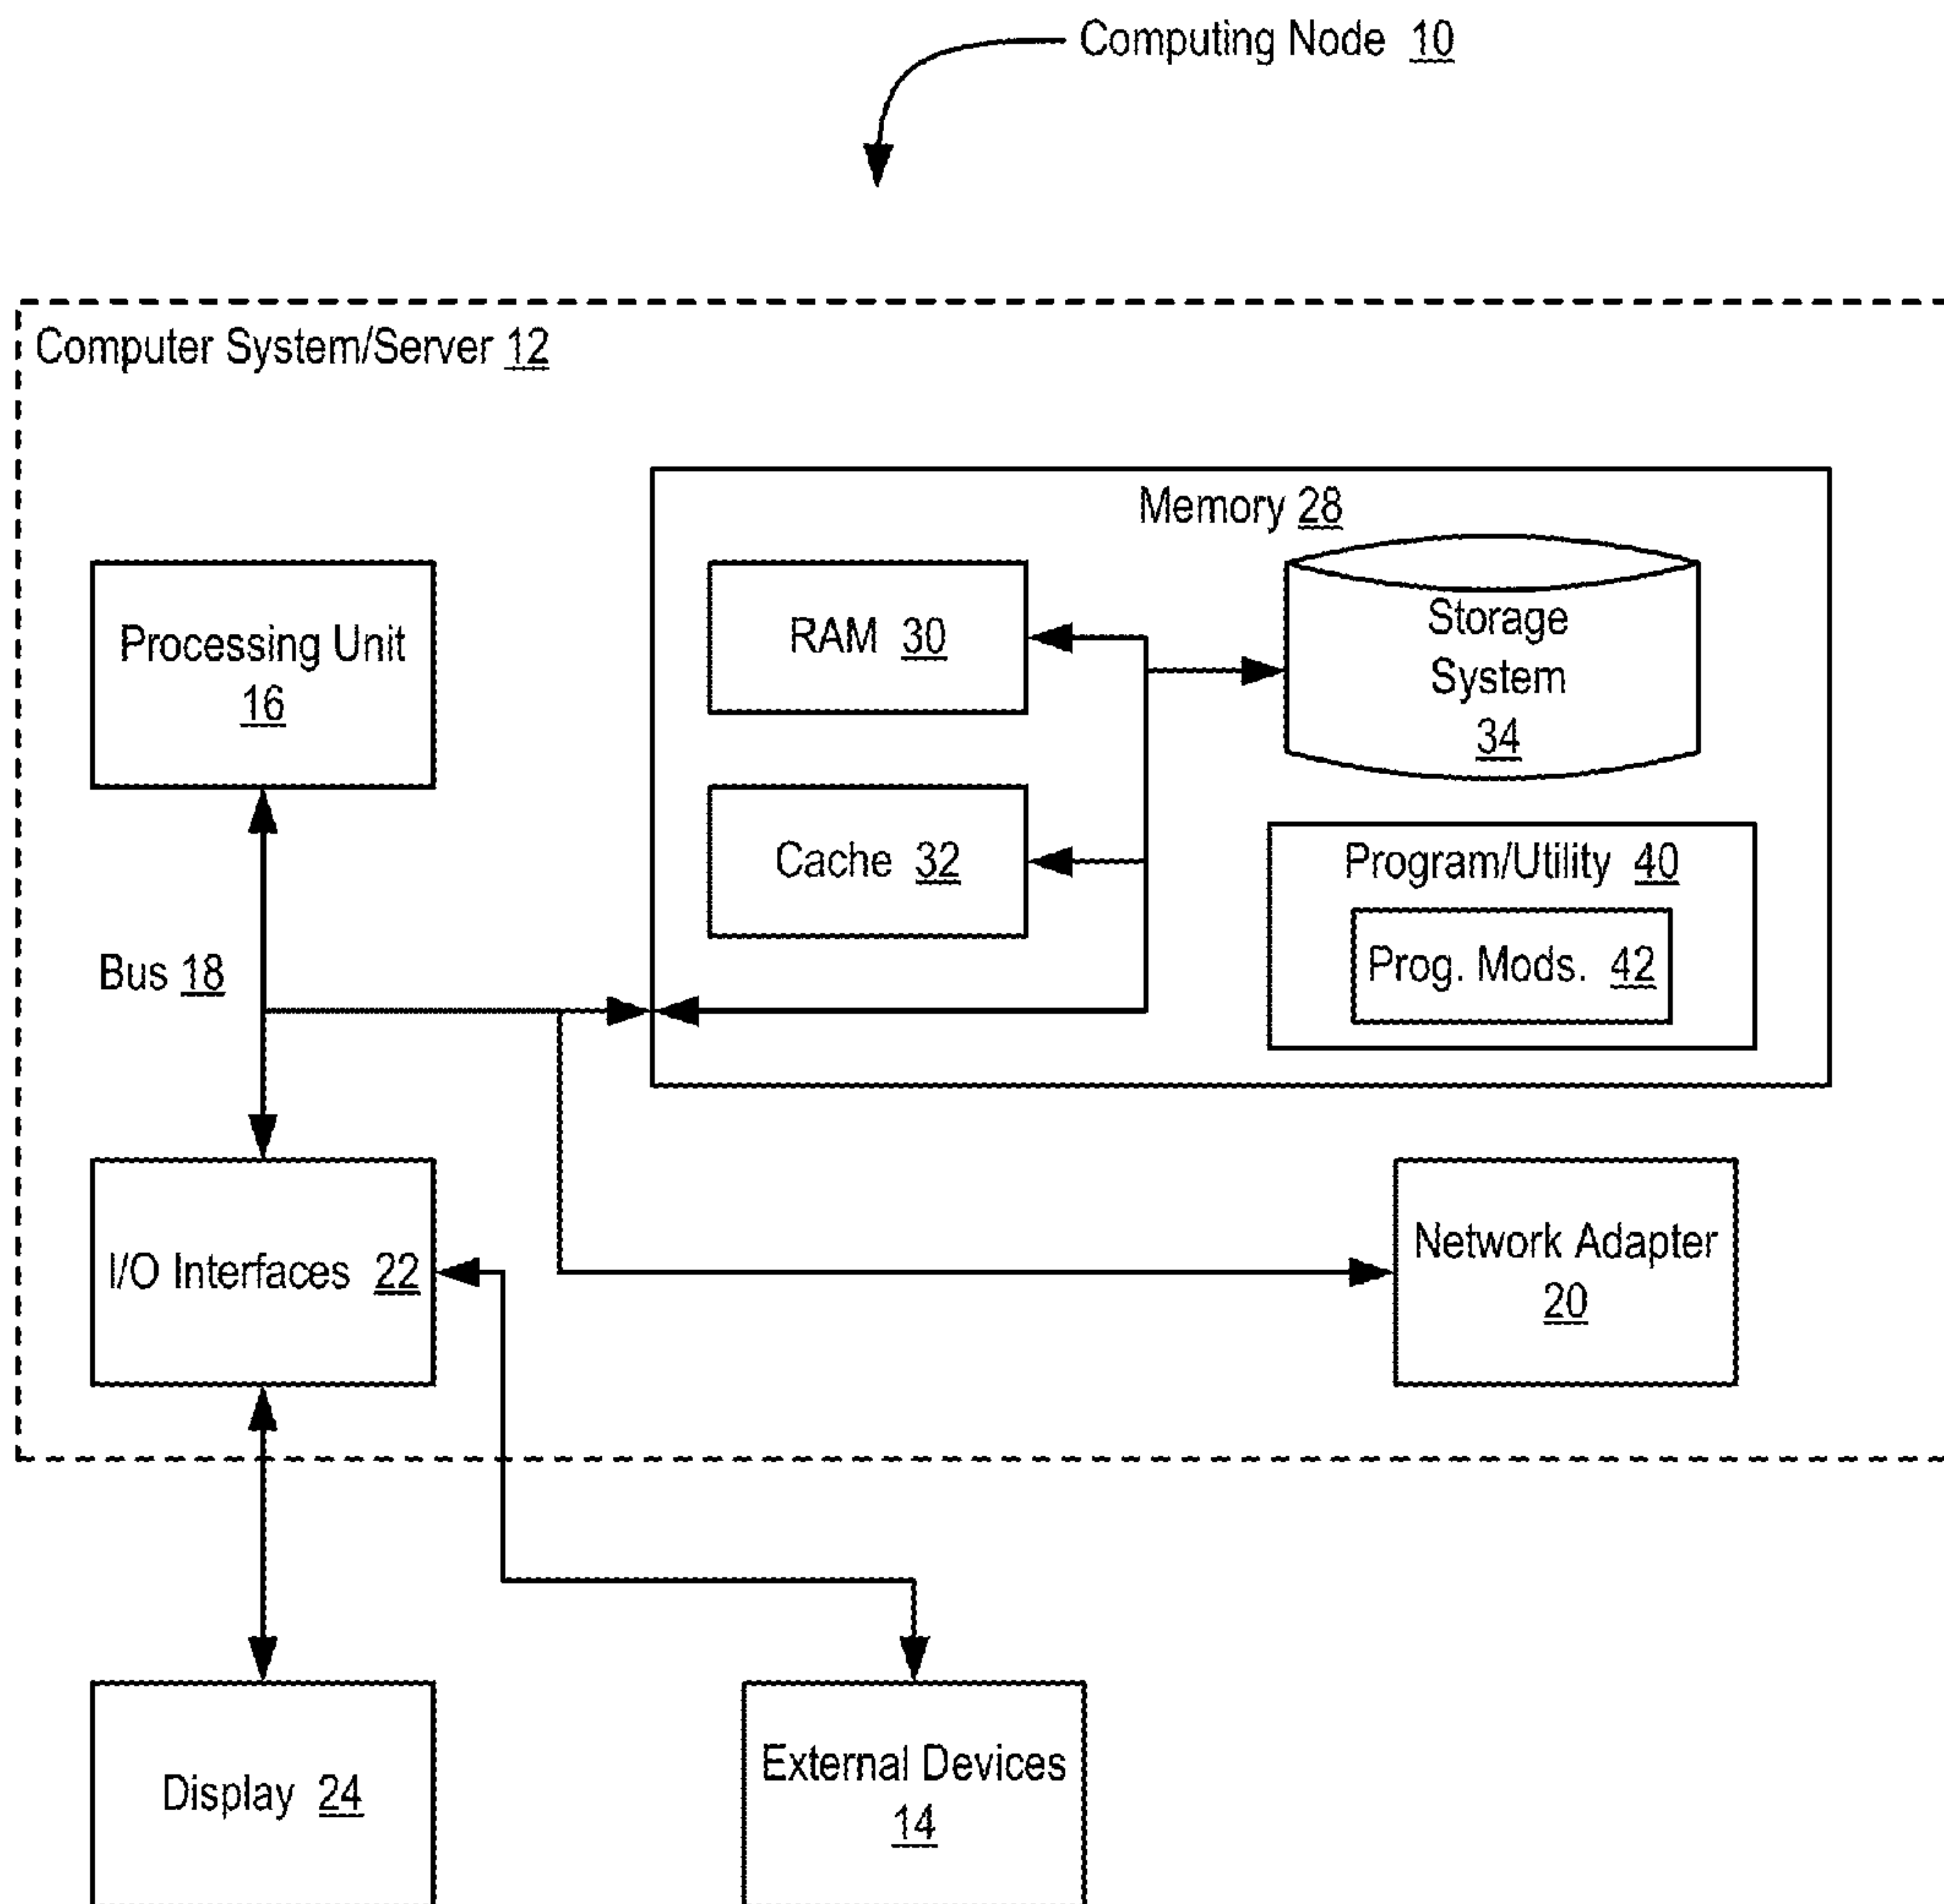 Computing Node 10
Computer System/Server 12
Memory 28
Processing Unit
16
RAM 30
Storage
System
34
Cache 32
Program/Utility 40
Prog. Mods. 42
Bus 18
I/O Interfaces 22
Network Adapter
20
Display 24
External Devices
14